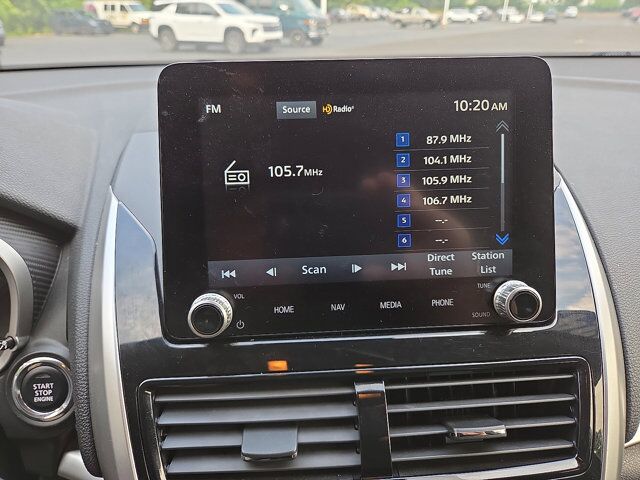 FM Source HD Radio 10:20 AM
1 87.9 MHz
2 104.1 MHz
105.7 MHz
3 105.9 MHz
4 106.7 MHz
5 --.-
6 --.-
Scan Direct Tune Station List
VOL TUNE
HOME NAV MEDIA PHONE
SOUND
START
STOP
ENGINE